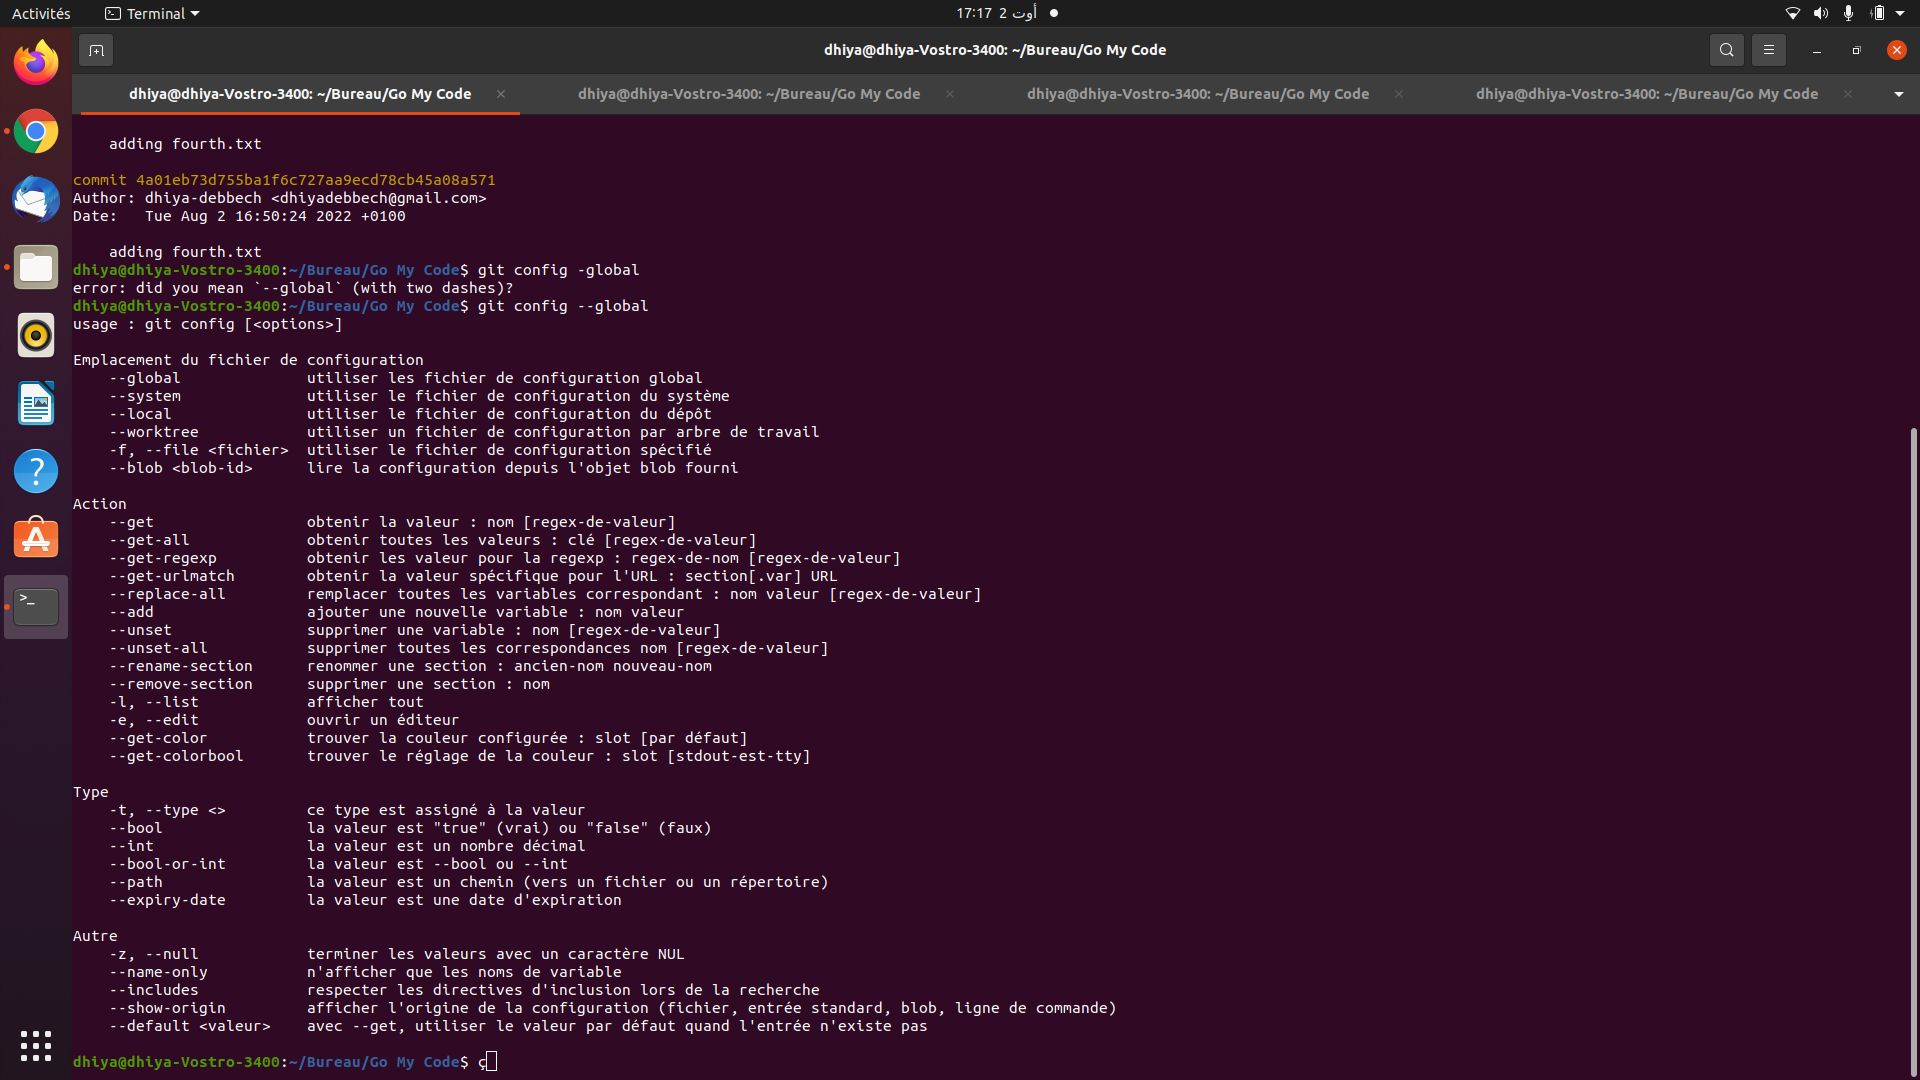 Activités
Terminal
17:17 2 أوت
dhiya@dhiya-Vostro-3400: ~/Bureau/Go My Code
dhiya@dhiya-Vostro-3400: ~/Bureau/Go My Code
dhiya@dhiya-Vostro-3400: ~/Bureau/Go My Code
dhiya@dhiya-Vostro-3400: ~/Bureau/Go My Code
dhiya@dhiya-Vostro-3400: ~/Bureau/Go My Code
adding fourth.txt
commit 4a01eb73d755ba1f6c727aa9ecd78cb45a08a571
Author: dhiya-debbech <dhiyadebbech@gmail.com>
Date:   Tue Aug 2 16:50:24 2022 +0100
adding fourth.txt
dhiya@dhiya-Vostro-3400:~/Bureau/Go My Code$ git config -global
error: did you mean `--global` (with two dashes)?
dhiya@dhiya-Vostro-3400:~/Bureau/Go My Code$ git config --global
usage : git config [<options>]
Emplacement du fichier de configuration
--global              utiliser les fichier de configuration global
--system              utiliser le fichier de configuration du système
--local               utiliser le fichier de configuration du dépôt
--worktree            utiliser un fichier de configuration par arbre de travail
-f, --file <fichier>  utiliser le fichier de configuration spécifié
--blob <blob-id>      lire la configuration depuis l'objet blob fourni
Action
--get                 obtenir la valeur : nom [regex-de-valeur]
--get-all             obtenir toutes les valeurs : clé [regex-de-valeur]
--get-regexp          obtenir les valeur pour la regexp : regex-de-nom [regex-de-valeur]
--get-urlmatch        obtenir la valeur spécifique pour l'URL : section[.var] URL
--replace-all         remplacer toutes les variables correspondant : nom valeur [regex-de-valeur]
--add                 ajouter une nouvelle variable : nom valeur
--unset               supprimer une variable : nom [regex-de-valeur]
--unset-all           supprimer toutes les correspondances nom [regex-de-valeur]
--rename-section      renommer une section : ancien-nom nouveau-nom
--remove-section      supprimer une section : nom
-l, --list            afficher tout
-e, --edit            ouvrir un éditeur
--get-color           trouver la couleur configurée : slot [par défaut]
--get-colorbool       trouver le réglage de la couleur : slot [stdout-est-tty]
Type
-t, --type <>         ce type est assigné à la valeur
--bool                la valeur est "true" (vrai) ou "false" (faux)
--int                 la valeur est un nombre décimal
--bool-or-int         la valeur est --bool ou --int
--path                la valeur est un chemin (vers un fichier ou un répertoire)
--expiry-date         la valeur est une date d'expiration
Autre
-z, --null            terminer les valeurs avec un caractère NUL
--name-only           n'afficher que les noms de variable
--includes            respecter les directives d'inclusion lors de la recherche
--show-origin         afficher l'origine de la configuration (fichier, entrée standard, blob, ligne de commande)
--default <valeur>    avec --get, utiliser le valeur par défaut quand l'entrée n'existe pas
dhiya@dhiya-Vostro-3400:~/Bureau/Go My Code$ ç